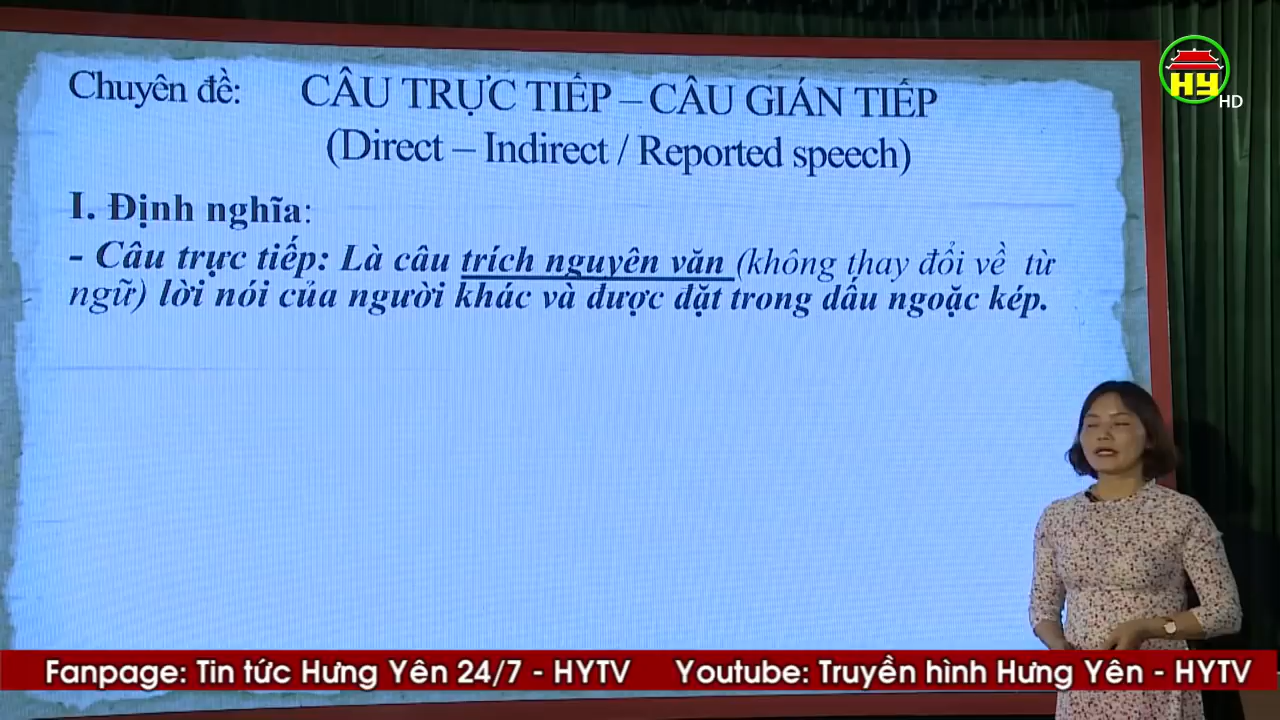 Chuyên đề: CÂU TRỰC TIẾP – CÂU GIÁN TIẾP
(Direct – Indirect / Reported speech)
I. Định nghĩa:
- Câu trực tiếp: Là câu trích nguyên văn (không thay đổi về từ
ngữ) lời nói của người khác và được đặt trong dấu ngoặc kép.
HY
HD
Fanpage: Tin tức Hưng Yên 24/7 - HYTV Youtube: Truyền hình Hưng Yên - HYTV